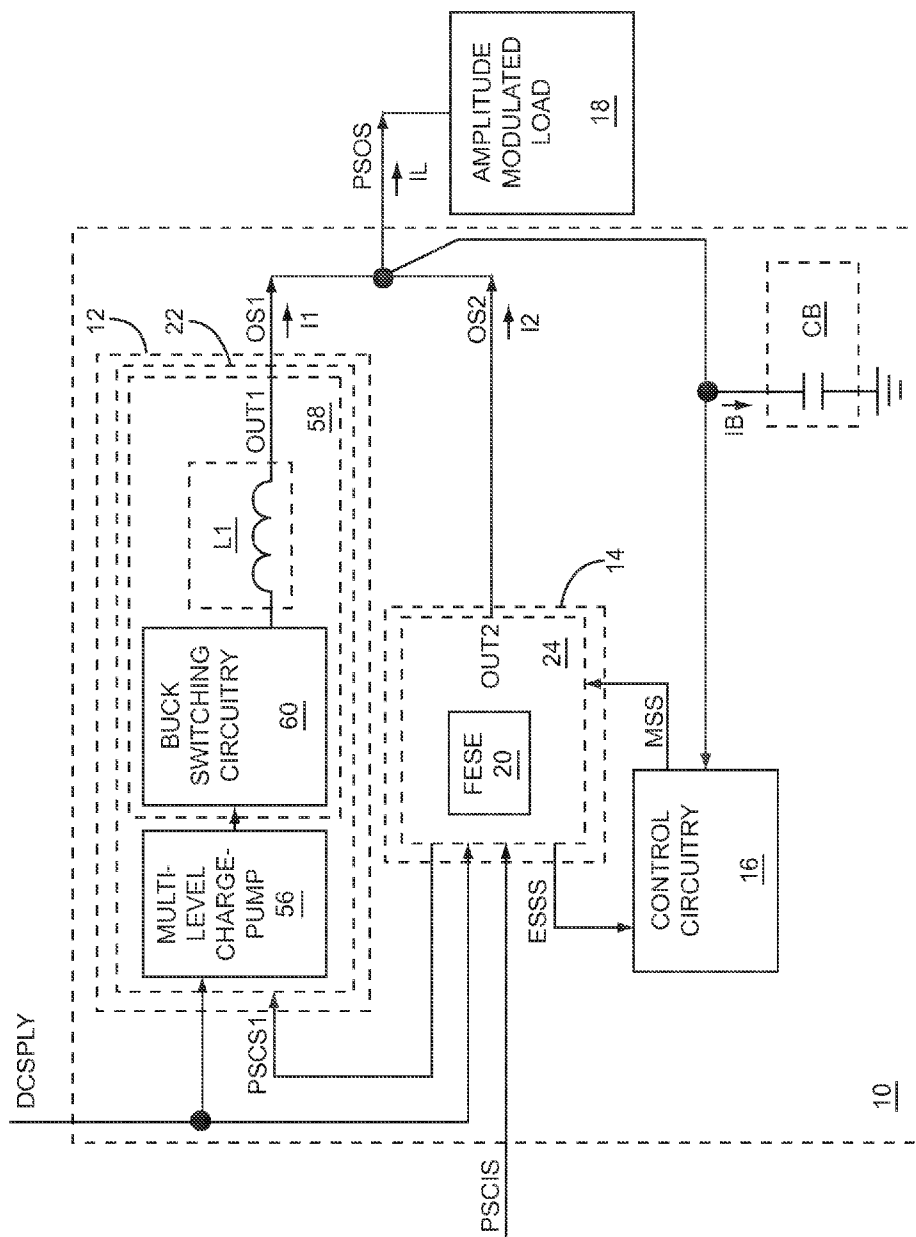 DCSPLY
PSCIS
10
12
22
MULTI-
LEVEL
CHARGE-
PUMP
56
BUCK
SWITCHING
CIRCUITRY
60
L1
OUT1
58
OS1
I1
PSCS1
14
FESE
20
OUT2
24
OS2
I2
ESSS
MSS
CONTROL
CIRCUITRY
16
IB
CB
PSOS
IL
AMPLITUDE
MODULATED
LOAD
18